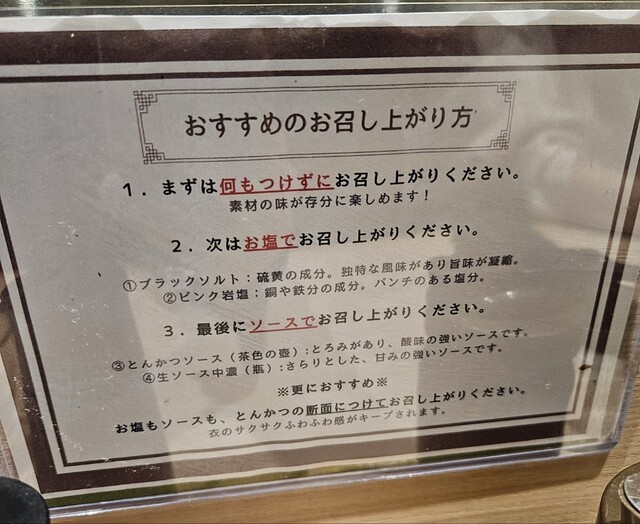 おすすめのお召し上がり方
1．まずは何もつけずにお召し上がりください。
素材の味が存分に楽しめます！
2．次はお塩でお召し上がりください。
①ブラックソルト：硫黄の成分。独特な風味があり旨味が凝縮。
②ピンク岩塩：銅や鉄分の成分。パンチのある塩分。
3．最後にソースでお召し上がりください。
③とんかつソース（茶色の壺）:とろみがあり、酸味の強いソースです。
④生ソース中濃（瓶）:さらりとした、甘みの強いソースです。
※更におすすめ※
お塩もソースも、とんかつの断面につけてお召し上がりください。
衣のサクサクふわふわ感がキープされます。